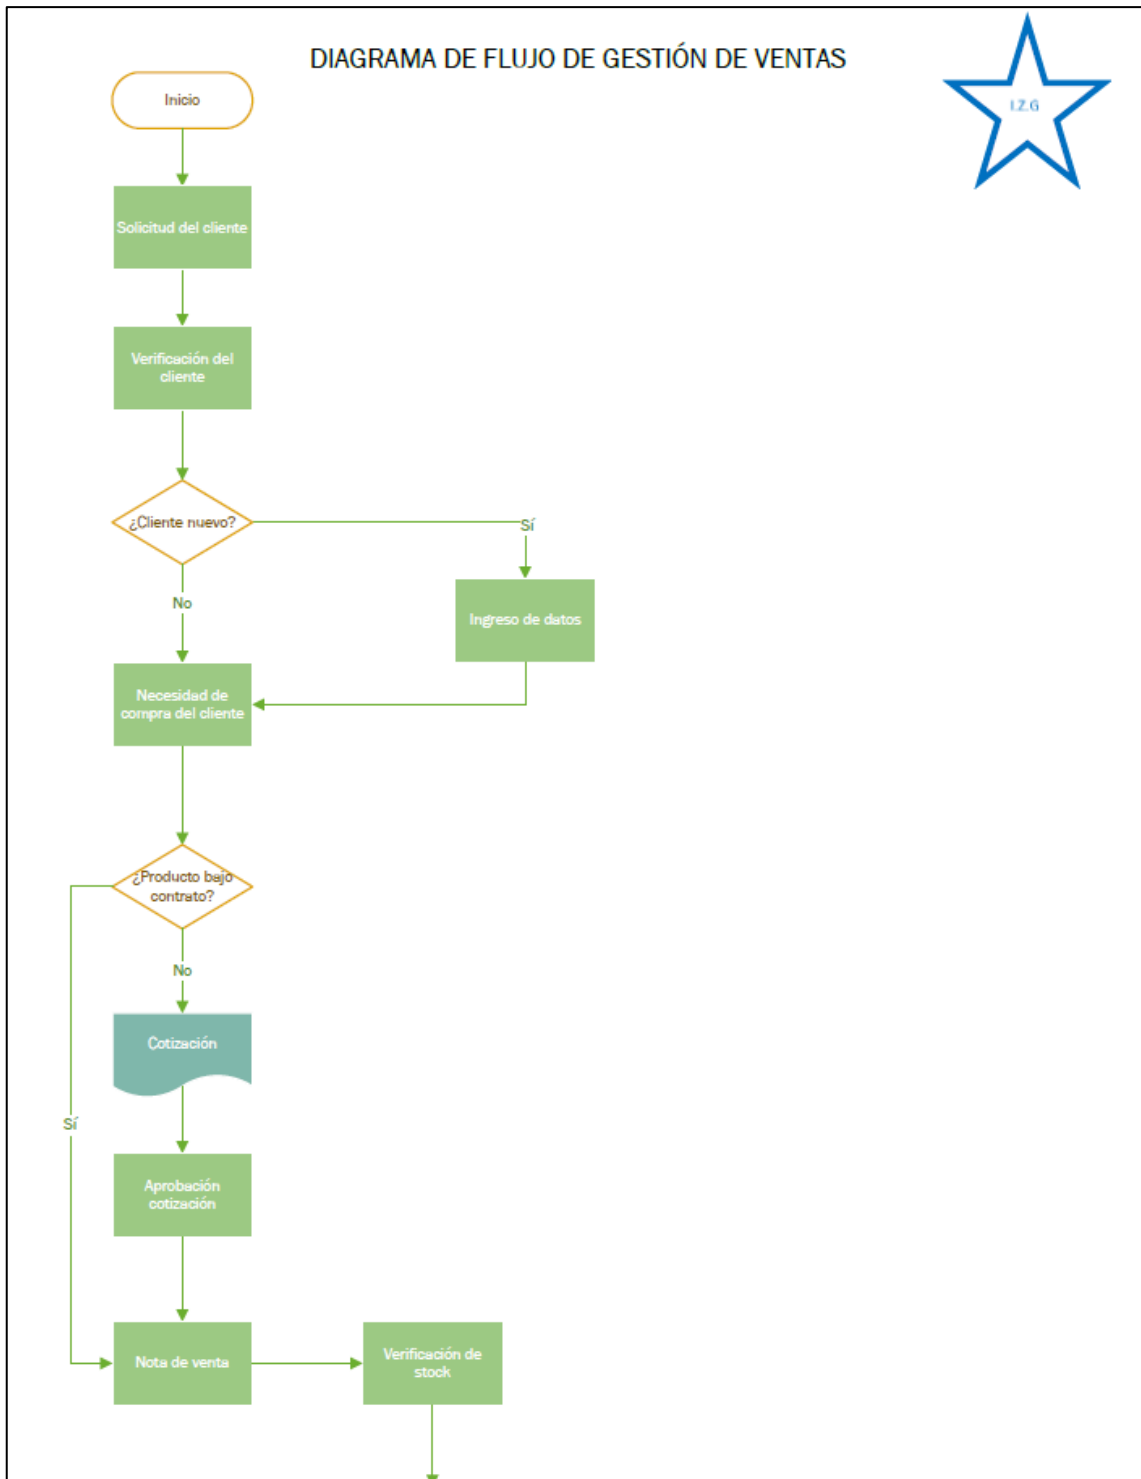 DIAGRAMA DE FLUJO DE GESTIÓN DE VENTAS
I.Z.G
Inicio
Solicitud del cliente
Verificación del
cliente
¿Cliente nuevo?
Sí
No
Ingreso de datos
Necesidad de
compra del cliente
¿Producto bajo
contrato?
No
Cotización
Sí
Aprobación
cotización
Nota de venta
Verificación de
stock